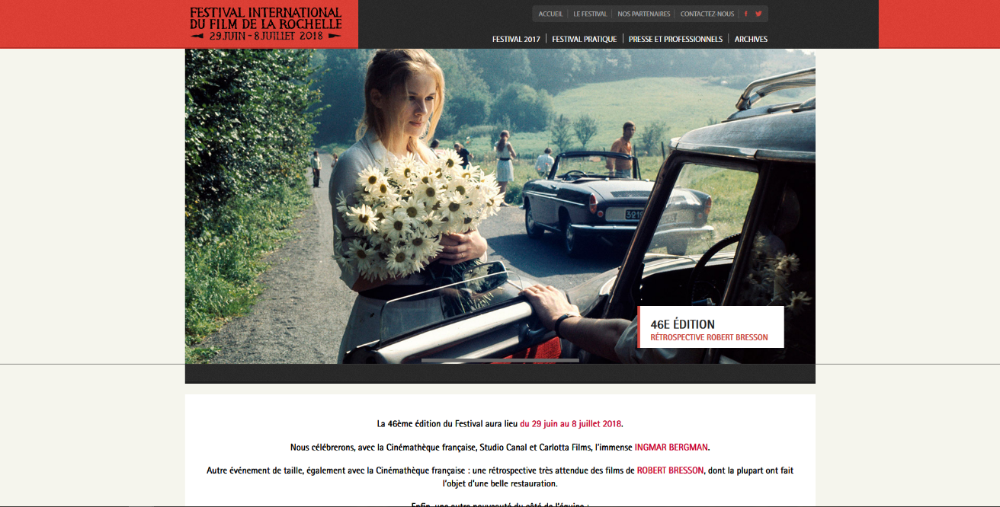 FESTIVAL INTERNATIONAL
DU FILM DE LA ROCHELLE
29 JUIN - 8 JUILLET 2018
ACCUEIL
LE FESTIVAL
NOS PARTENAIRES
CONTACTEZ-NOUS
FESTIVAL 2017
FESTIVAL PRATIQUE
PRESSE ET PROFESSIONNELS
ARCHIVES
46E ÉDITION
RÉTROSPECTIVE ROBERT BRESSON
La 46ème édition du Festival aura lieu du 29 juin au 8 juillet 2018.
Nous célébrerons, avec la Cinémathèque française, Studio Canal et Carlotta Films, l'immense INGMAR BERGMAN.
Autre événement de taille, également avec la Cinémathèque française : une rétrospective très attendue des films de ROBERT BRESSON, dont la plupart ont fait
l'objet d'une belle restauration.
Enfin, une autre nouveauté du côté de l'équipe :